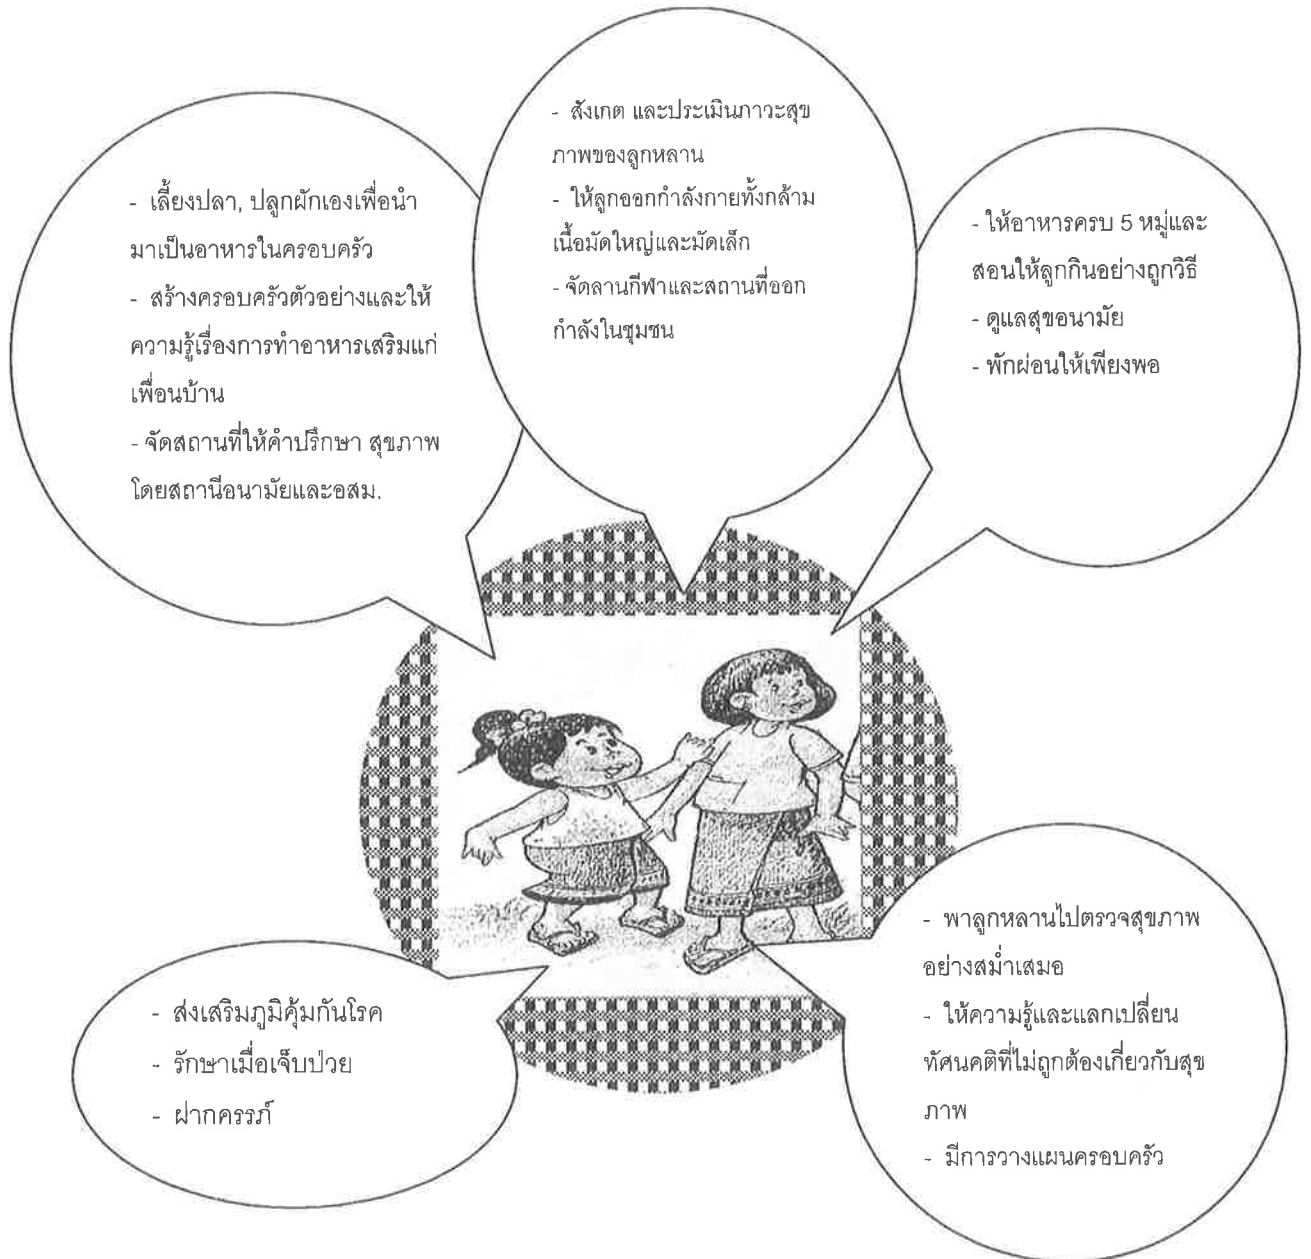 - เลี้ยงปลา, ปลูกผักเองเพื่อนำ
มาเป็นอาหารในครอบครัว
- สร้างครอบครัวตัวอย่างและให้
ความรู้เรื่องการทำอาหารเสริมแก่
เพื่อนบ้าน
- จัดสถานที่ให้คำปรึกษา สุขภาพ
โดยสถานีอนามัยและอสม.
- สังเกต และประเมินภาวะสุข
ภาพของลูกหลาน
- ให้ลูกออกกำลังกายทั้งกล้าม
เนื้อมัดใหญ่และมัดเล็ก
- จัดลานกีฬาและสถานที่ออก
กำลังในชุมชน
- ให้อาหารครบ 5 หมู่และ
สอนให้ลูกกินอย่างถูกวิธี
- ดูแลสุขอนามัย
- พักผ่อนให้เพียงพอ
- ส่งเสริมภูมิคุ้มกันโรค
- รักษาเมื่อเจ็บป่วย
- ฝากครรภ์
- พาลูกหลานไปตรวจสุขภาพ
อย่างสม่ำเสมอ
- ให้ความรู้และแลกเปลี่ยน
ทัศนคติที่ไม่ถูกต้องเกี่ยวกับสุข
ภาพ
- มีการวางแผนครอบครัว